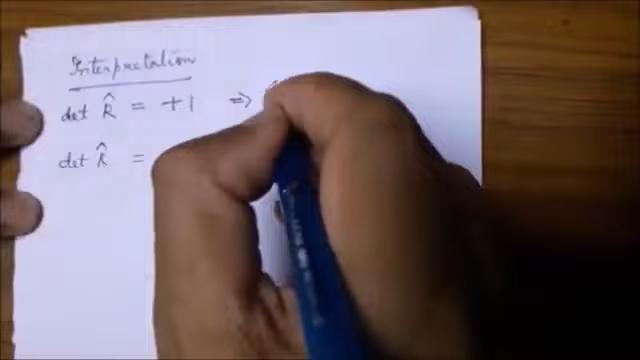 Interpretation
det R̂ = +1 ⇒
det R̂ =